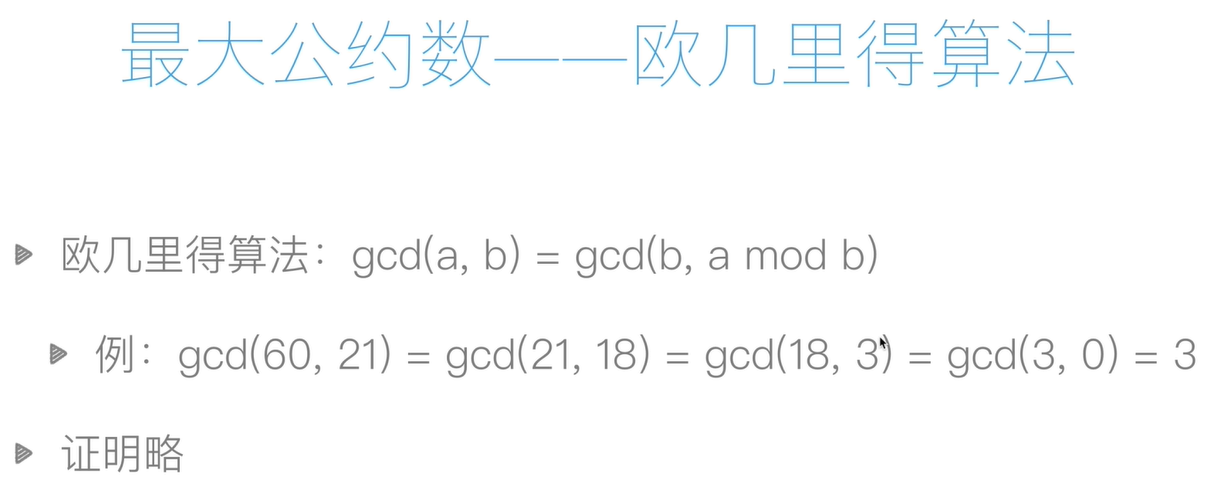 最大公约数——欧几里得算法
欧几里得算法：gcd(a, b) = gcd(b, a mod b)
例：gcd(60, 21) = gcd(21, 18) = gcd(18, 3) = gcd(3, 0) = 3
证明略